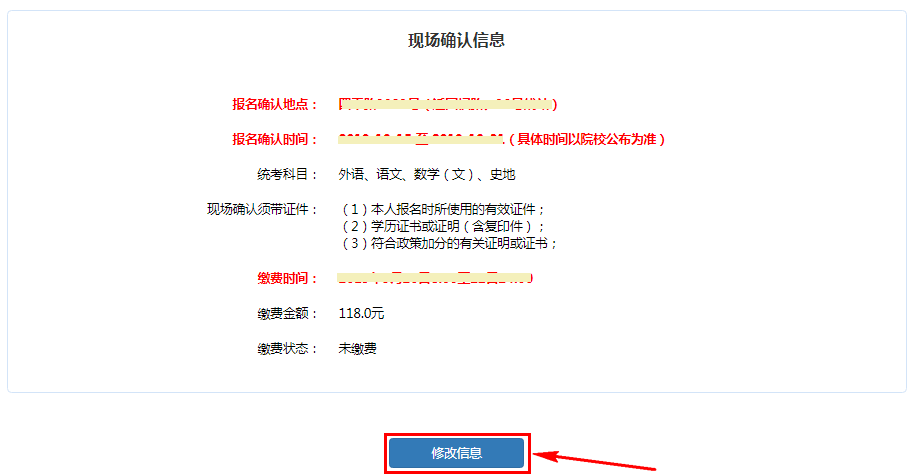 现场确认信息
报名确认地点：
报名确认时间： 至 （具体时间以院校公布为准）
统考科目： 外语、语文、数学（文）、史地
现场确认须带证件： （1）本人报名时所使用的有效证件；
（2）学历证书或证明（含复印件）；
（3）符合政策加分的有关证明或证书；
缴费时间：
缴费金额： 118.0元
缴费状态： 未缴费
修改信息